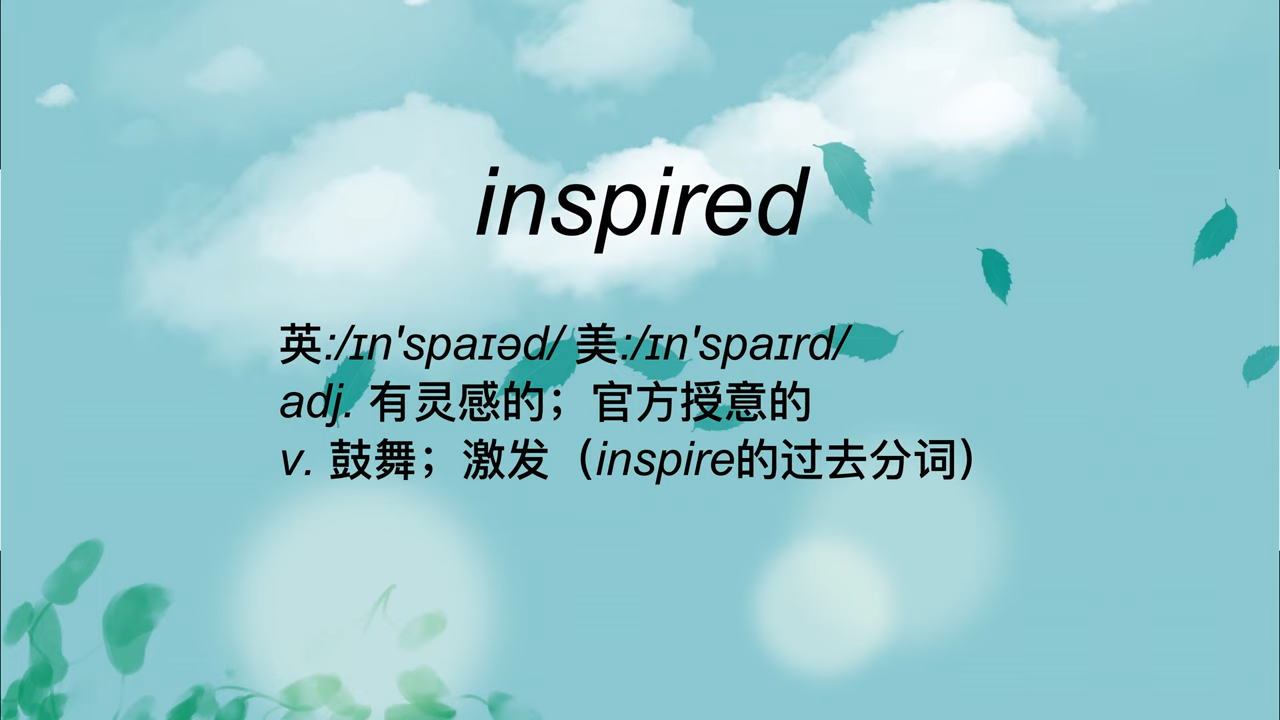 inspired
英:/ɪn'spaɪəd/ 美:/ɪn'spaɪrd/
adj. 有灵感的；官方授意的
v. 鼓舞；激发（inspire的过去分词）